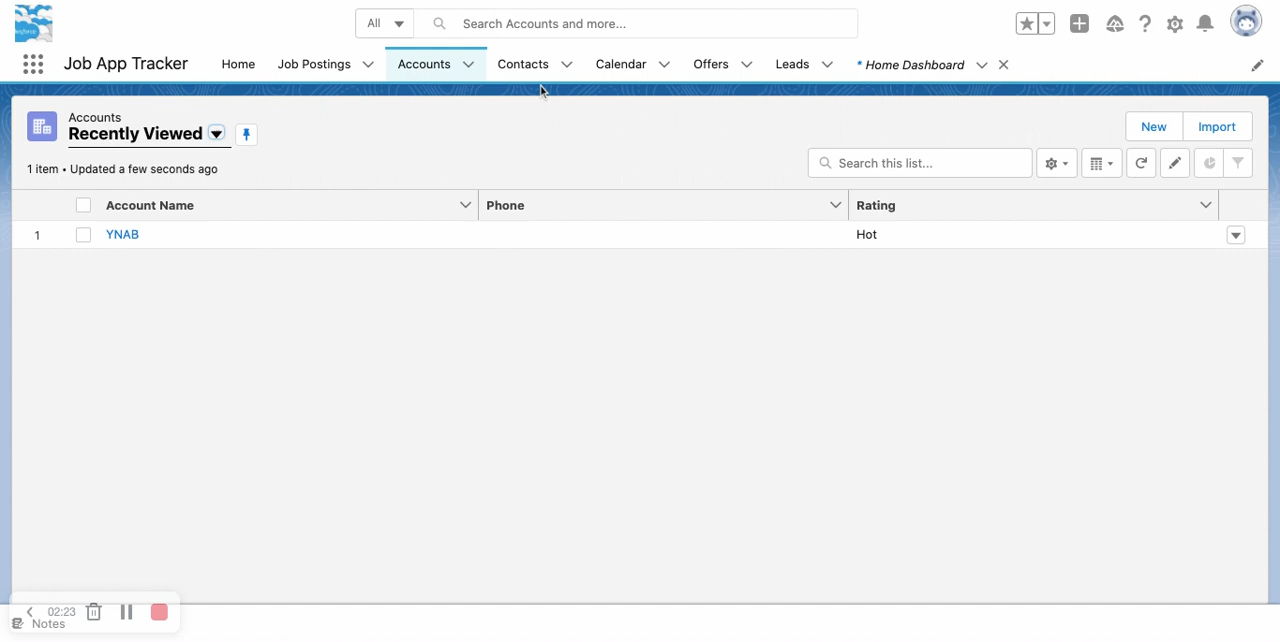 All
Search Accounts and more...
Job App Tracker
Home
Job Postings
Accounts
Contacts
Calendar
Offers
Leads
* Home Dashboard
Accounts
Recently Viewed
New
Import
1 item • Updated a few seconds ago
Search this list...
Account Name
Phone
Rating
1
YNAB
Hot
02:23
Notes